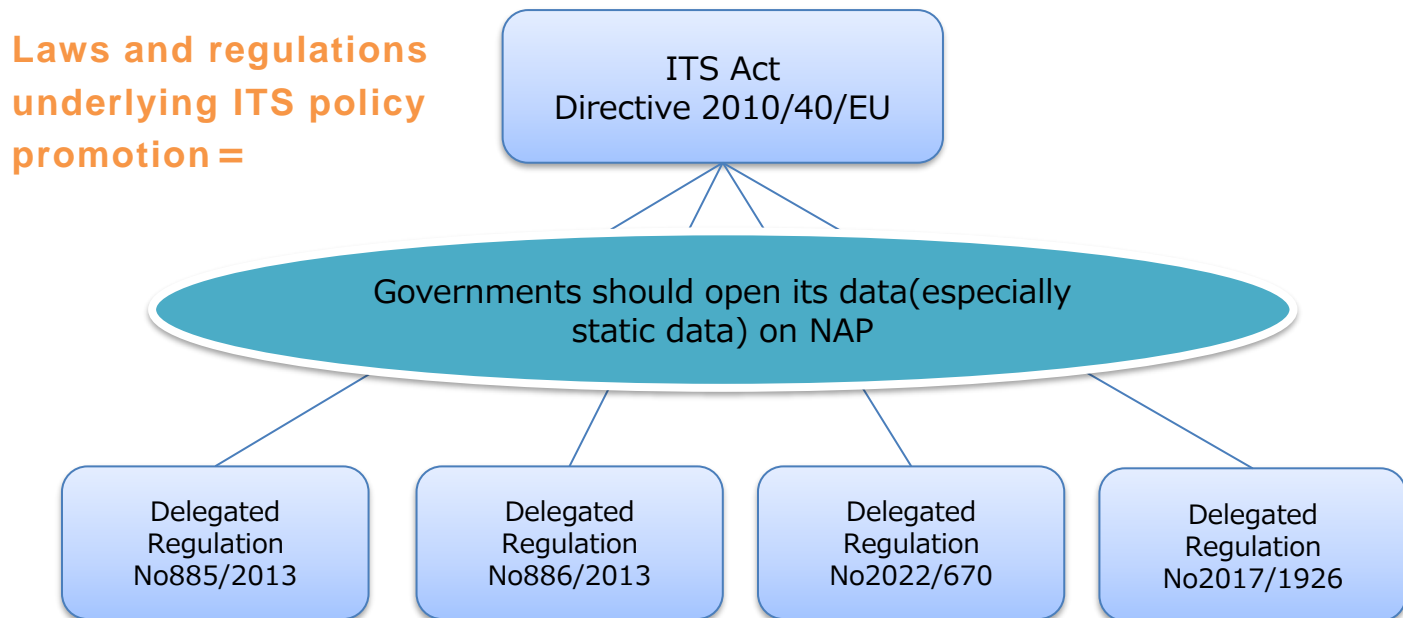 Laws and regulations
underlying ITS policy
promotion＝
ITS Act
Directive 2010/40/EU
Governments should open its data(especially
static data) on NAP
Delegated
Regulation
No885/2013
Delegated
Regulation
No886/2013
Delegated
Regulation
No2022/670
Delegated
Regulation
No2017/1926